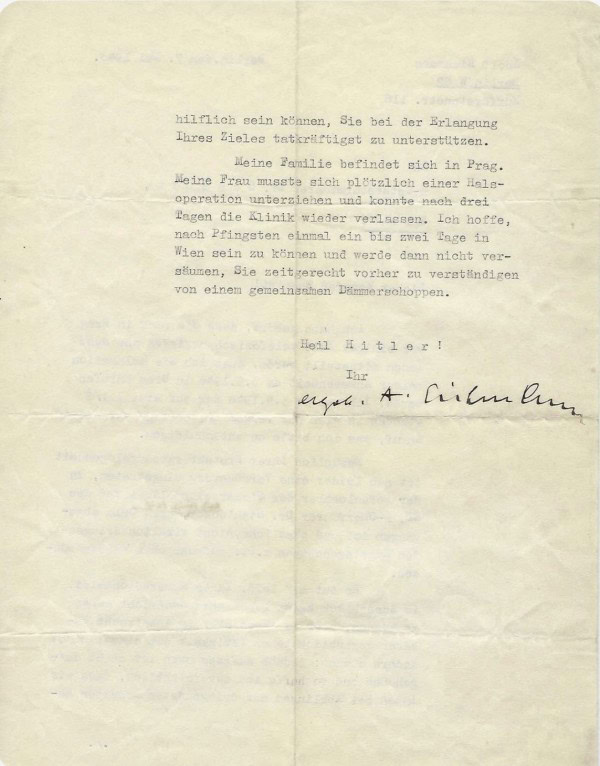 hilflich sein können, Sie bei der Erlangung
Ihres Zieles tatkräftigst zu unterstützen.
Meine Familie befindet sich in Prag.
Meine Frau musste sich plötzlich einer Hals-
operation unterziehen und konnte nach drei
Tagen die Klinik wieder verlassen. Ich hoffe,
nach Pfingsten einmal ein bis zwei Tage in
Wien sein zu können und werde dann nicht ver-
säumen, Sie zeitgerecht vorher zu verständigen
von einem gemeinsamen Dämmerschoppen.
Heil Hitler!
Ihr
ergeb. A.